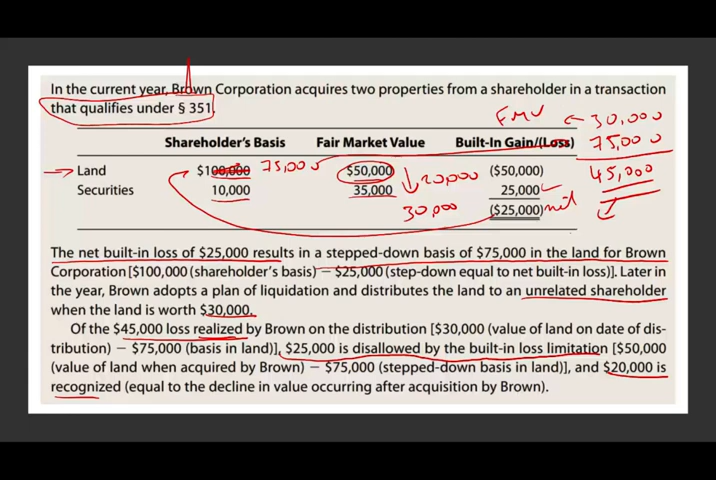 In the current year, Brown Corporation acquires two properties from a shareholder in a transaction
that qualifies under § 351.
FMV
30,000
75,000
45,000
Shareholder's Basis Fair Market Value Built-In Gain/(Loss)
Land $100,000 75,000 $50,000 ($50,000)
20,000
Securities 10,000 35,000 25,000
30,000 ($25,000) net
The net built-in loss of $25,000 results in a stepped-down basis of $75,000 in the land for Brown
Corporation [$100,000 (shareholder's basis) − $25,000 (step-down equal to net built-in loss)]. Later in
the year, Brown adopts a plan of liquidation and distributes the land to an unrelated shareholder
when the land is worth $30,000.
Of the $45,000 loss realized by Brown on the distribution [$30,000 (value of land on date of dis-
tribution) − $75,000 (basis in land)], $25,000 is disallowed by the built-in loss limitation [$50,000
(value of land when acquired by Brown) − $75,000 (stepped-down basis in land)], and $20,000 is
recognized (equal to the decline in value occurring after acquisition by Brown).